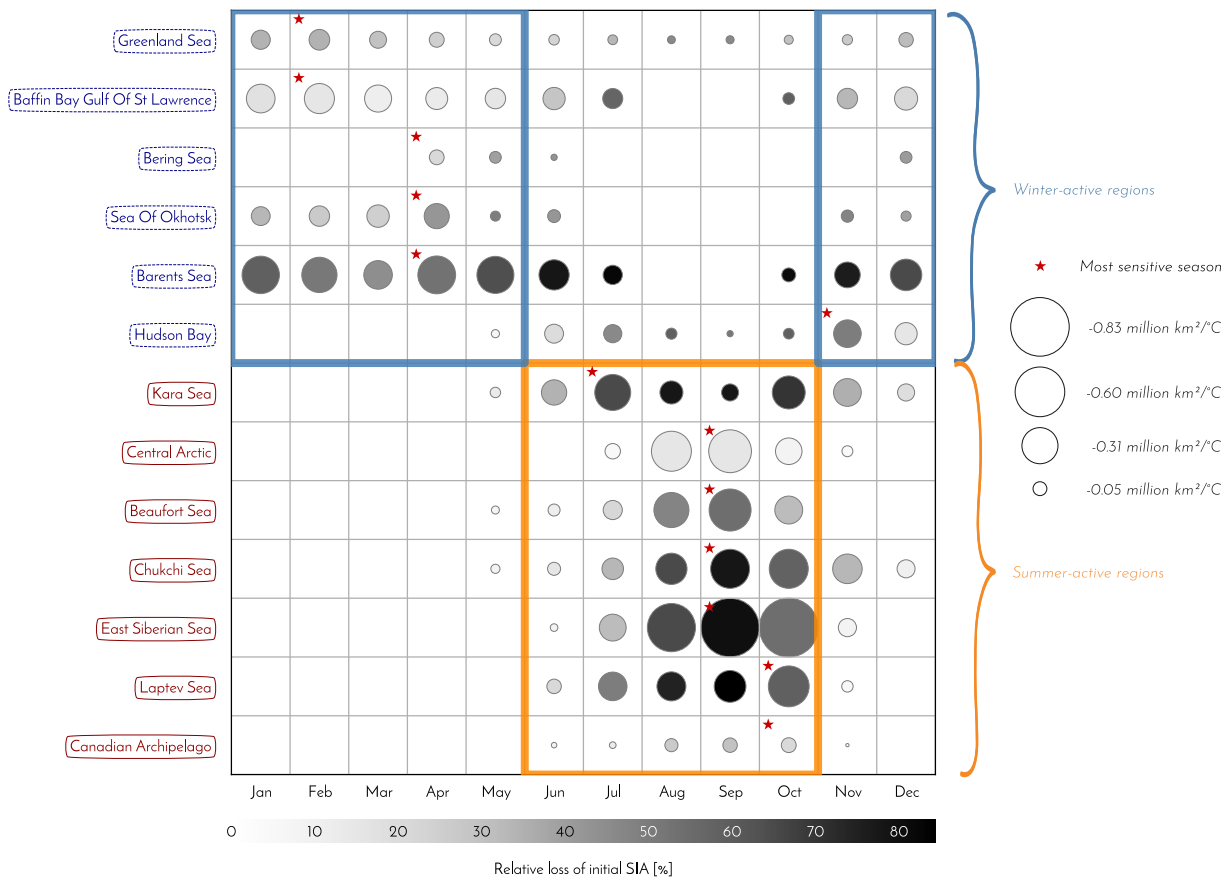 Greenland Sea
Baffin Bay Gulf Of St Lawrence
Bering Sea
Sea Of Okhotsk
Barents Sea
Hudson Bay
Kara Sea
Central Arctic
Beaufort Sea
Chukchi Sea
East Siberian Sea
Laptev Sea
Canadian Archipelago
Winter-active regions
Most sensitive season
-0.83 million km²/°C
-0.60 million km²/°C
-0.31 million km²/°C
-0.05 million km²/°C
Summer-active regions
Jan Feb Mar Apr May Jun Jul Aug Sep Oct Nov Dec
0 10 20 30 40 50 60 70 80
Relative loss of initial SIA [%]